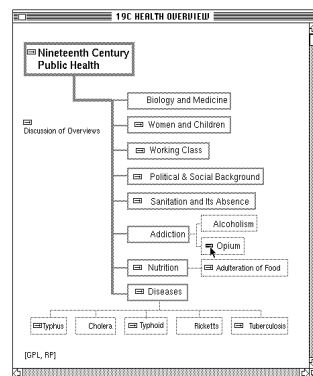 19C HEALTH OVERVIEW
Nineteenth Century
Public Health
Biology and Medicine
Discussion of Overviews
Women and Children
Working Class
Political & Social Background
Sanitation and Its Absence
Alcoholism
Addiction
Opium
Nutrition
Adulteration of Food
Diseases
Typhus
Cholera
Typhoid
Ricketts
Tuberculosis
[GPL, RP]